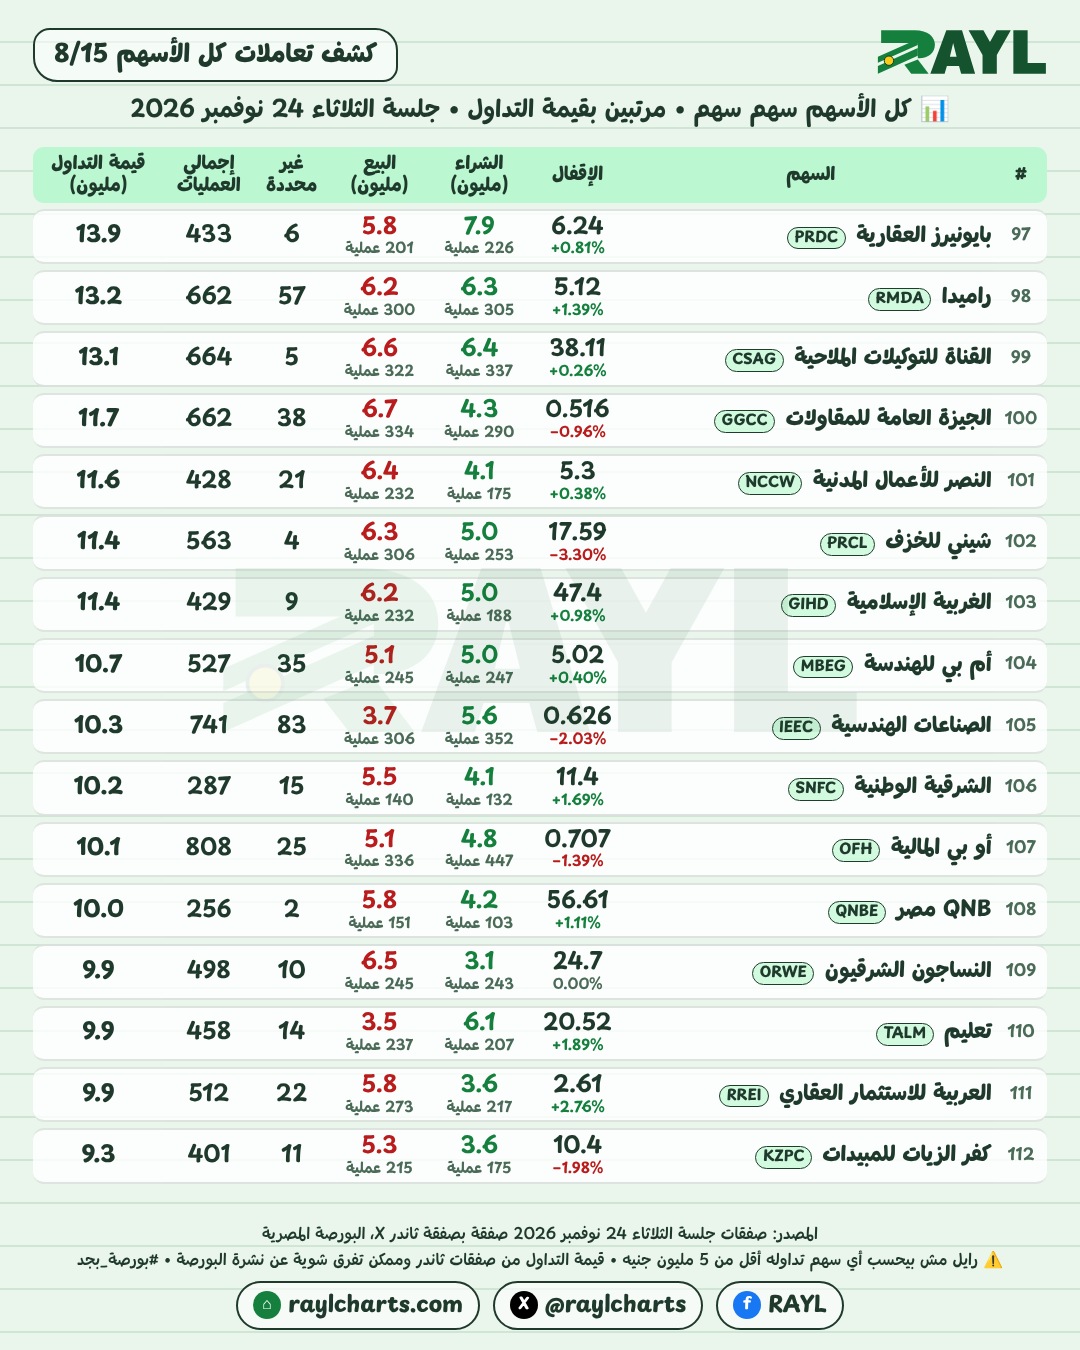 RAYL
كشف تعاملات كل الأسهم 8/15
📊 كل الأسهم سهم سهم • مرتبين بقيمة التداول • جلسة الثلاثاء 24 نوفمبر 2026
# السهم الإقفال الشراء (مليون) البيع (مليون) غير محددة إجمالي العمليات قيمة التداول (مليون)
97 بايونيرز العقارية PRDC 6.24 7.9 5.8 6 433 13.9
+0.81% 226 عملية 201 عملية
98 راميدا RMDA 5.12 6.3 6.2 57 662 13.2
+1.39% 305 عملية 300 عملية
99 القناة للتوكيلات الملاحية CSAG 38.11 6.4 6.6 5 664 13.1
+0.26% 337 عملية 322 عملية
100 الجيزة العامة للمقاولات GGCC 0.516 4.3 6.7 38 662 11.7
−0.96% 290 عملية 334 عملية
101 النصر للأعمال المدنية NCCW 5.3 4.1 6.4 21 428 11.6
+0.38% 175 عملية 232 عملية
102 شيني للخزف PRCL 17.59 5.0 6.3 4 563 11.4
−3.30% 253 عملية 306 عملية
103 الغربية الإسلامية GIHD 47.4 5.0 6.2 9 429 11.4
+0.98% 188 عملية 232 عملية
104 أم بي للهندسة MBEG 5.02 5.0 5.1 35 527 10.7
+0.40% 247 عملية 245 عملية
105 الصناعات الهندسية IEEC 0.626 5.6 3.7 83 741 10.3
−2.03% 352 عملية 306 عملية
106 الشرقية الوطنية SNFC 11.4 4.1 5.5 15 287 10.2
+1.69% 132 عملية 140 عملية
107 أو بي المالية OFH 0.707 4.8 5.1 25 808 10.1
−1.39% 447 عملية 336 عملية
108 QNB مصر QNBE 56.61 4.2 5.8 2 256 10.0
+1.11% 103 عملية 151 عملية
109 النساجون الشرقيون ORWE 24.7 3.1 6.5 10 498 9.9
0.00% 243 عملية 245 عملية
110 تعليم TALM 20.52 6.1 3.5 14 458 9.9
+1.89% 207 عملية 237 عملية
111 العربية للاستثمار العقاري RREI 2.61 3.6 5.8 22 512 9.9
+2.76% 217 عملية 273 عملية
112 كفر الزيات للمبيدات KZPC 10.4 3.6 5.3 11 401 9.3
−1.98% 175 عملية 215 عملية
المصدر: صفقات جلسة الثلاثاء 24 نوفمبر 2026 صفقة بصفقة ثاندر X، البورصة المصرية
⚠️ رايل مش بيحسب أي سهم تداوله أقل من 5 مليون جنيه • قيمة التداول من صفقات ثاندر وممكن تفرق شوية عن نشرة البورصة • #بورصة_بجد
raylcharts.com @raylcharts RAYL